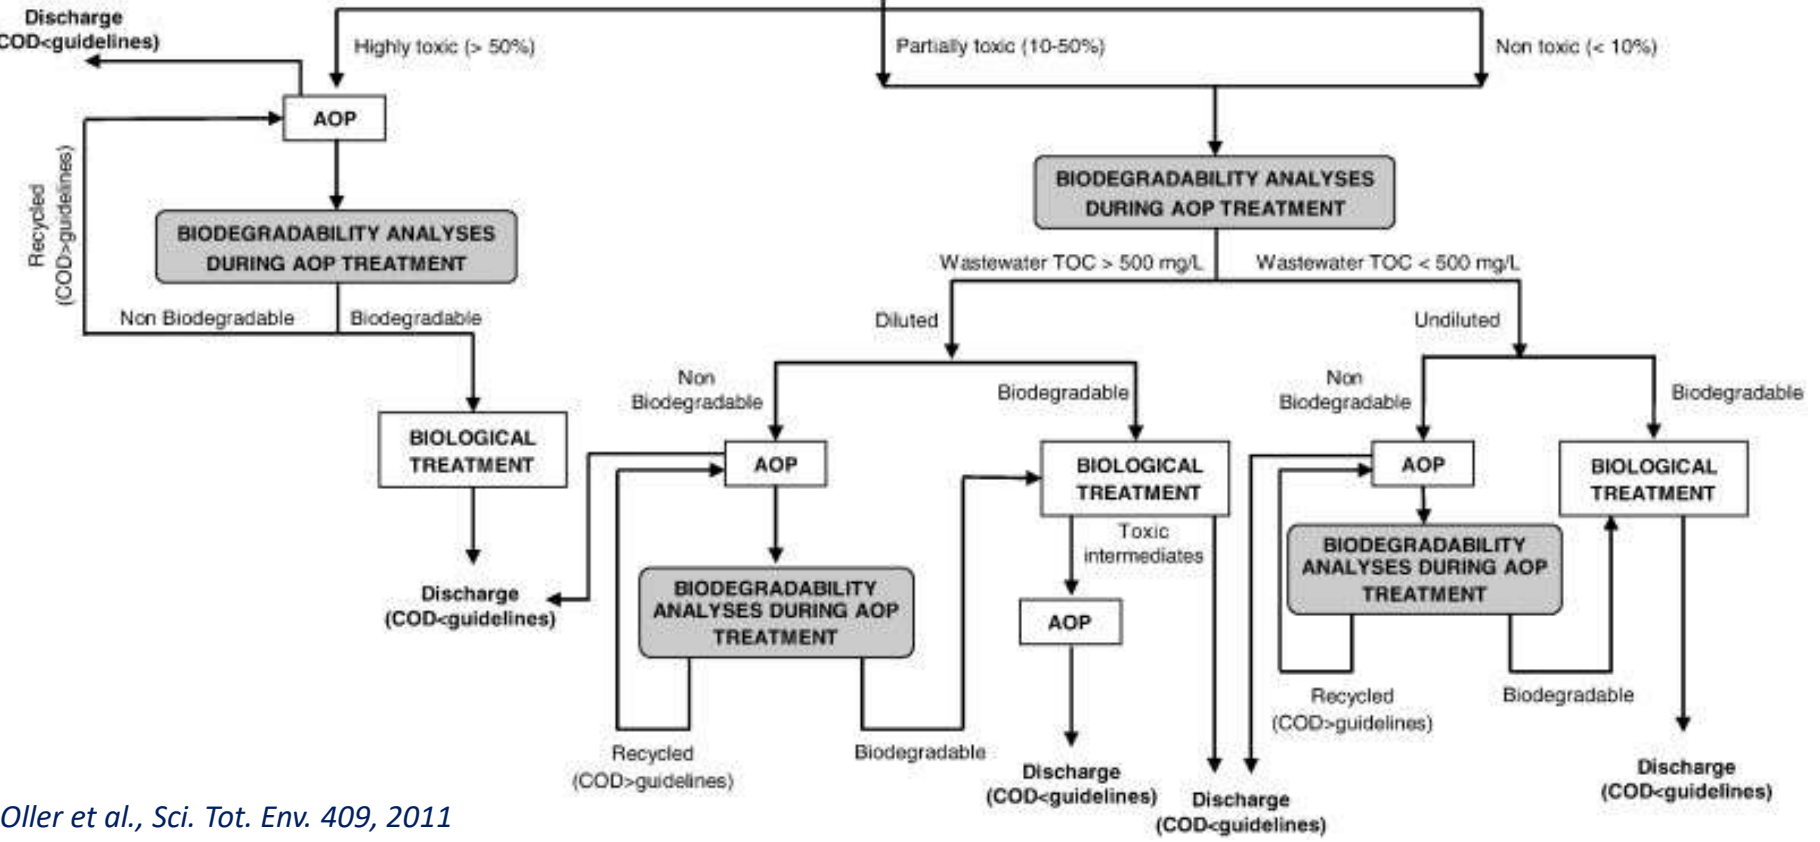 Discharge
(COD<guidelines)
Highly toxic (> 50%)
Partially toxic (10-50%)
Non toxic (< 10%)
AOP
Recycled
(COD>guidelines)
BIODEGRADABILITY ANALYSES
DURING AOP TREATMENT
Non Biodegradable
Biodegradable
BIOLOGICAL
TREATMENT
Discharge
(COD<guidelines)
BIODEGRADABILITY ANALYSES
DURING AOP TREATMENT
Wastewater TOC > 500 mg/L
Wastewater TOC < 500 mg/L
Diluted
Undiluted
Non
Biodegradable
Biodegradable
AOP
BIOLOGICAL
TREATMENT
BIODEGRADABILITY
ANALYSES DURING AOP
TREATMENT
Recycled
(COD>guidelines)
Biodegradable
Toxic
intermediates
AOP
Discharge
(COD<guidelines)
Discharge
(COD<guidelines)
Non
Biodegradable
Biodegradable
AOP
BIOLOGICAL
TREATMENT
BIODEGRADABILITY
ANALYSES DURING AOP
TREATMENT
Recycled
(COD>guidelines)
Biodegradable
Discharge
(COD<guidelines)
Oller et al., Sci. Tot. Env. 409, 2011